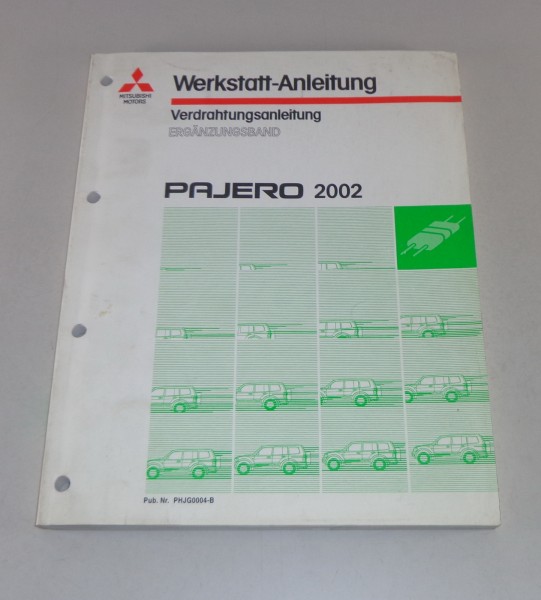 MITSUBISHI
MOTORS
Werkstatt-Anleitung
Verdrahtungsanleitung
ERGÄNZUNGSBAND
PAJERO 2002
Pub. Nr. PHJG0004-B